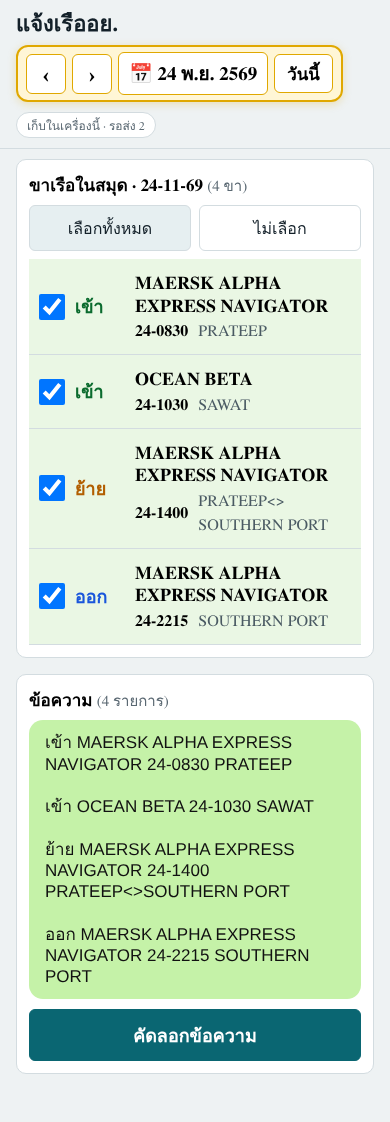 แจ้งเรืออย.
‹ › 📅 24 พ.ย. 2569 วันนี้
เก็บในเครื่องนี้ · รอส่ง 2
ขาเรือในสมุด · 24-11-69 (4 ขา)
เลือกทั้งหมด ไม่เลือก
MAERSK ALPHA
เข้า EXPRESS NAVIGATOR
24-0830 PRATEEP
OCEAN BETA
เข้า
24-1030 SAWAT
MAERSK ALPHA
EXPRESS NAVIGATOR
ย้าย
PRATEEP<>
24-1400
SOUTHERN PORT
MAERSK ALPHA
ออก EXPRESS NAVIGATOR
24-2215 SOUTHERN PORT
ข้อความ (4 รายการ)
เข้า MAERSK ALPHA EXPRESS
NAVIGATOR 24-0830 PRATEEP
เข้า OCEAN BETA 24-1030 SAWAT
ย้าย MAERSK ALPHA EXPRESS
NAVIGATOR 24-1400
PRATEEP<>SOUTHERN PORT
ออก MAERSK ALPHA EXPRESS
NAVIGATOR 24-2215 SOUTHERN
PORT
คัดลอกข้อความ